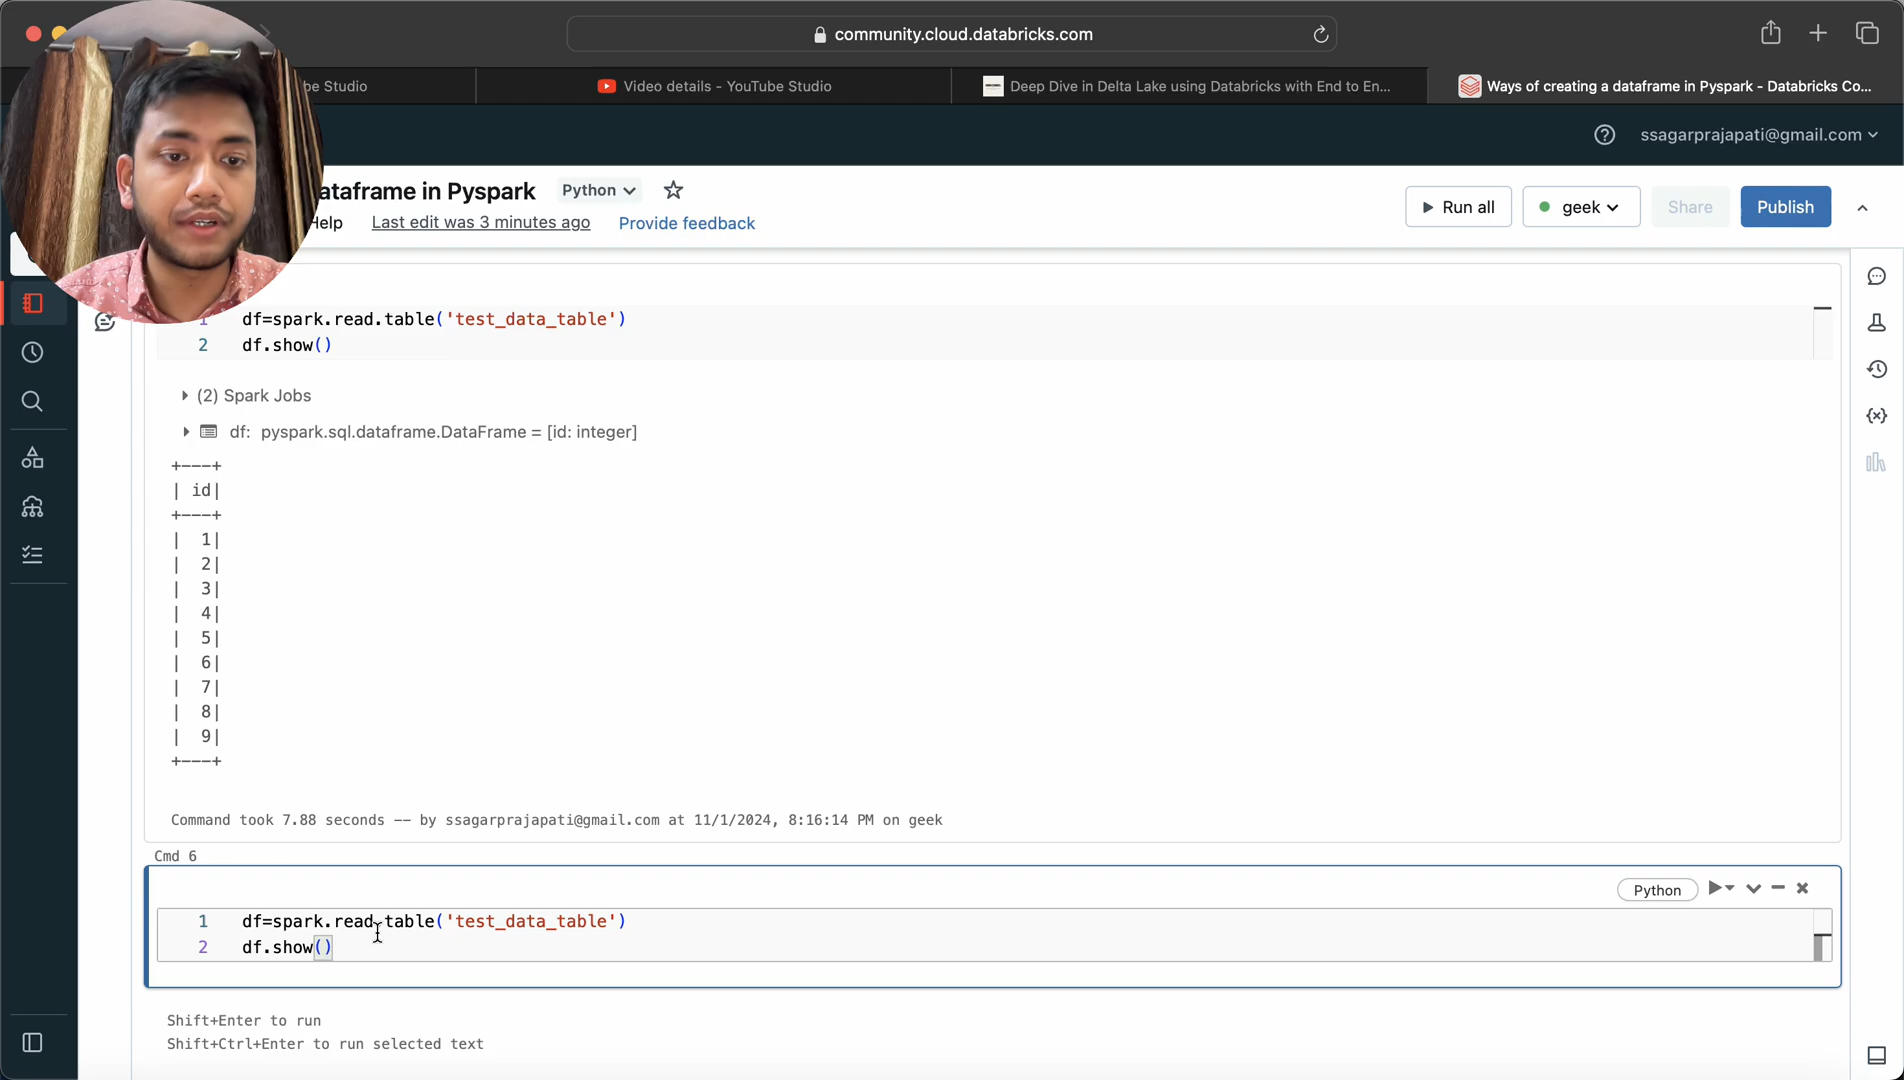 community.cloud.databricks.com
be Studio
Video details - YouTube Studio
Deep Dive in Delta Lake using Databricks with End to En...
Ways of creating a dataframe in Pyspark - Databricks Co...
ssagarprajapati@gmail.com
ataframe in Pyspark
Python
Run all
geek
Share
Publish
Help
Last edit was 3 minutes ago
Provide feedback
1 df=spark.read.table('test_data_table')
2 df.show()
(2) Spark Jobs
df: pyspark.sql.dataframe.DataFrame = [id: integer]
+---+
| id|
+---+
| 1|
| 2|
| 3|
| 4|
| 5|
| 6|
| 7|
| 8|
| 9|
+---+
Command took 7.88 seconds -- by ssagarprajapati@gmail.com at 11/1/2024, 8:16:14 PM on geek
Cmd 6
Python
1 df=spark.read.table('test_data_table')
2 df.show()
Shift+Enter to run
Shift+Ctrl+Enter to run selected text